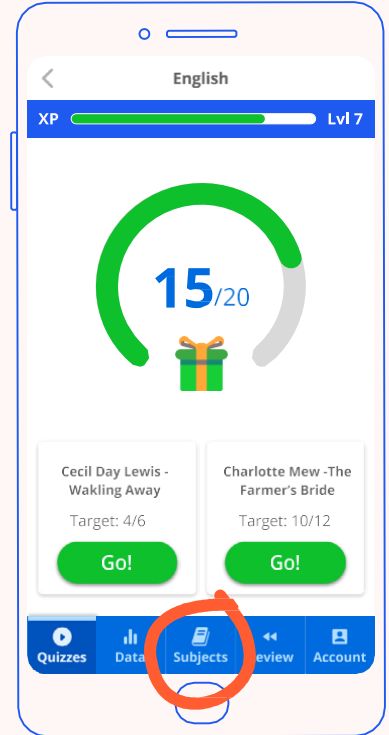 English
XP Lvl 7
15/20
Cecil Day Lewis - 
Wakling Away
Target: 4/6
Go!
Charlotte Mew -The
Farmer's Bride
Target: 10/12
Go!
Quizzes Data Subjects eview Account